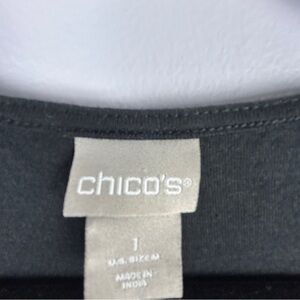 chico's®
1
U.S. SIZE M
MADE IN
INDIA